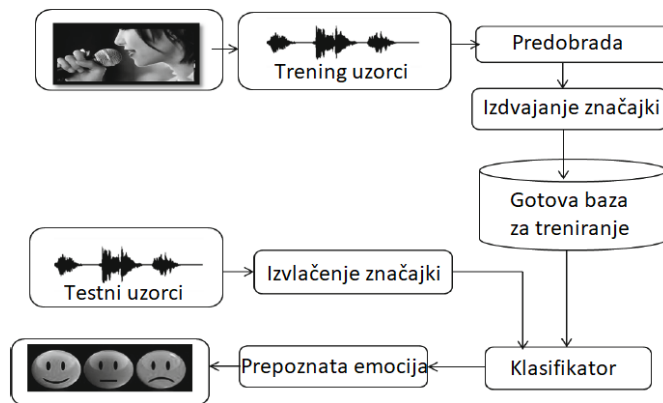 Trening uzorci
Predobrada
Izdvajanje značajki
Gotova baza
za treniranje
Testni uzorci
Izvlačenje značajki
Klasifikator
Prepoznata emocija